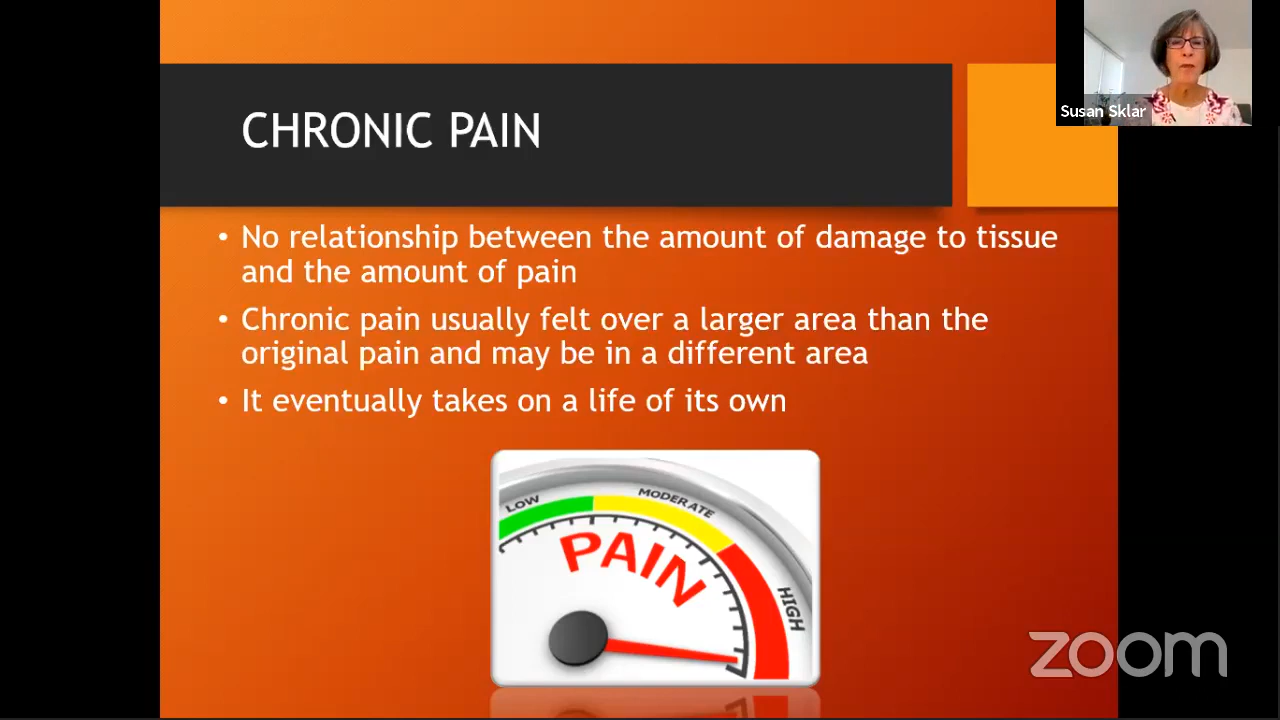 CHRONIC PAIN
Susan Sklar
• No relationship between the amount of damage to tissue
and the amount of pain
• Chronic pain usually felt over a larger area than the
original pain and may be in a different area
• It eventually takes on a life of its own
LOW
MODERATE
HIGH
PAIN
zoom